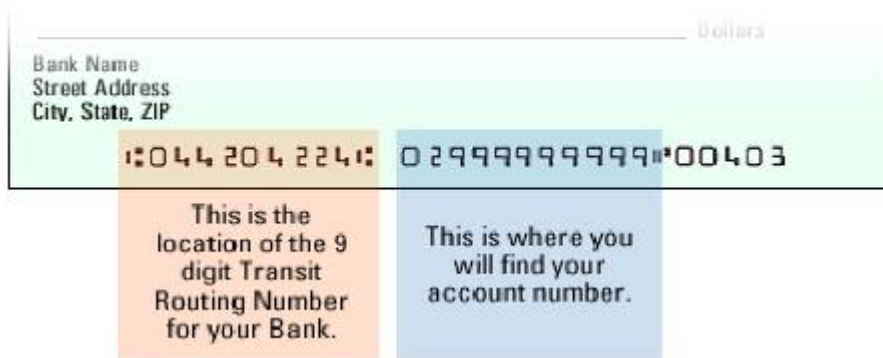 Dollars
Bank Name
Street Address
City, State, ZIP
⑆044204224⑆ 02999999999⑈00403
This is the
location of the 9
digit Transit
Routing Number
for your Bank.
This is where you
will find your
account number.